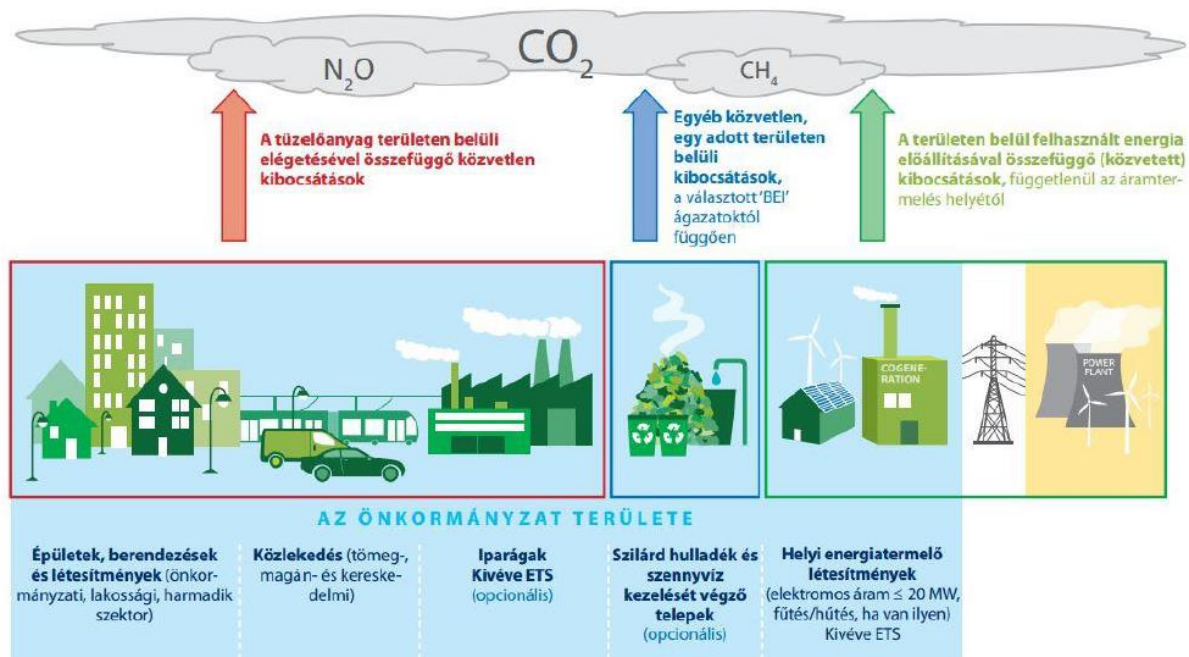 CO₂
N₂O
CH₄
A tüzelőanyag területen belüli
elégetésével összefüggő közvetlen
kibocsátások
Egyéb közvetlen,
egy adott területen
belüli
kibocsátások,
a választott 'BEI'
ágazatoktól
függően
A területen belül felhasznált energia
előállításával összefüggő (közvetett)
kibocsátások, függetlenül az áramter-
melés helyétől
COGENE-
RATION
POWER
PLANT
AZ ÖNKORMÁNYZAT TERÜLETE
Épületek, berendezések
és létesítmények (önkor-
mányzati, lakossági, harmadik
szektor)
Közlekedés (tömeg-,
magán- és kereske-
delmi)
Iparágak
Kivéve ETS
(opcionális)
Szilárd hulladék és
szennyvíz
kezelését végző
telepek
(opcionális)
Helyi energiatermelő
létesítmények
(elektromos áram ≤ 20 MW,
fűtés/hűtés, ha van ilyen)
Kivéve ETS